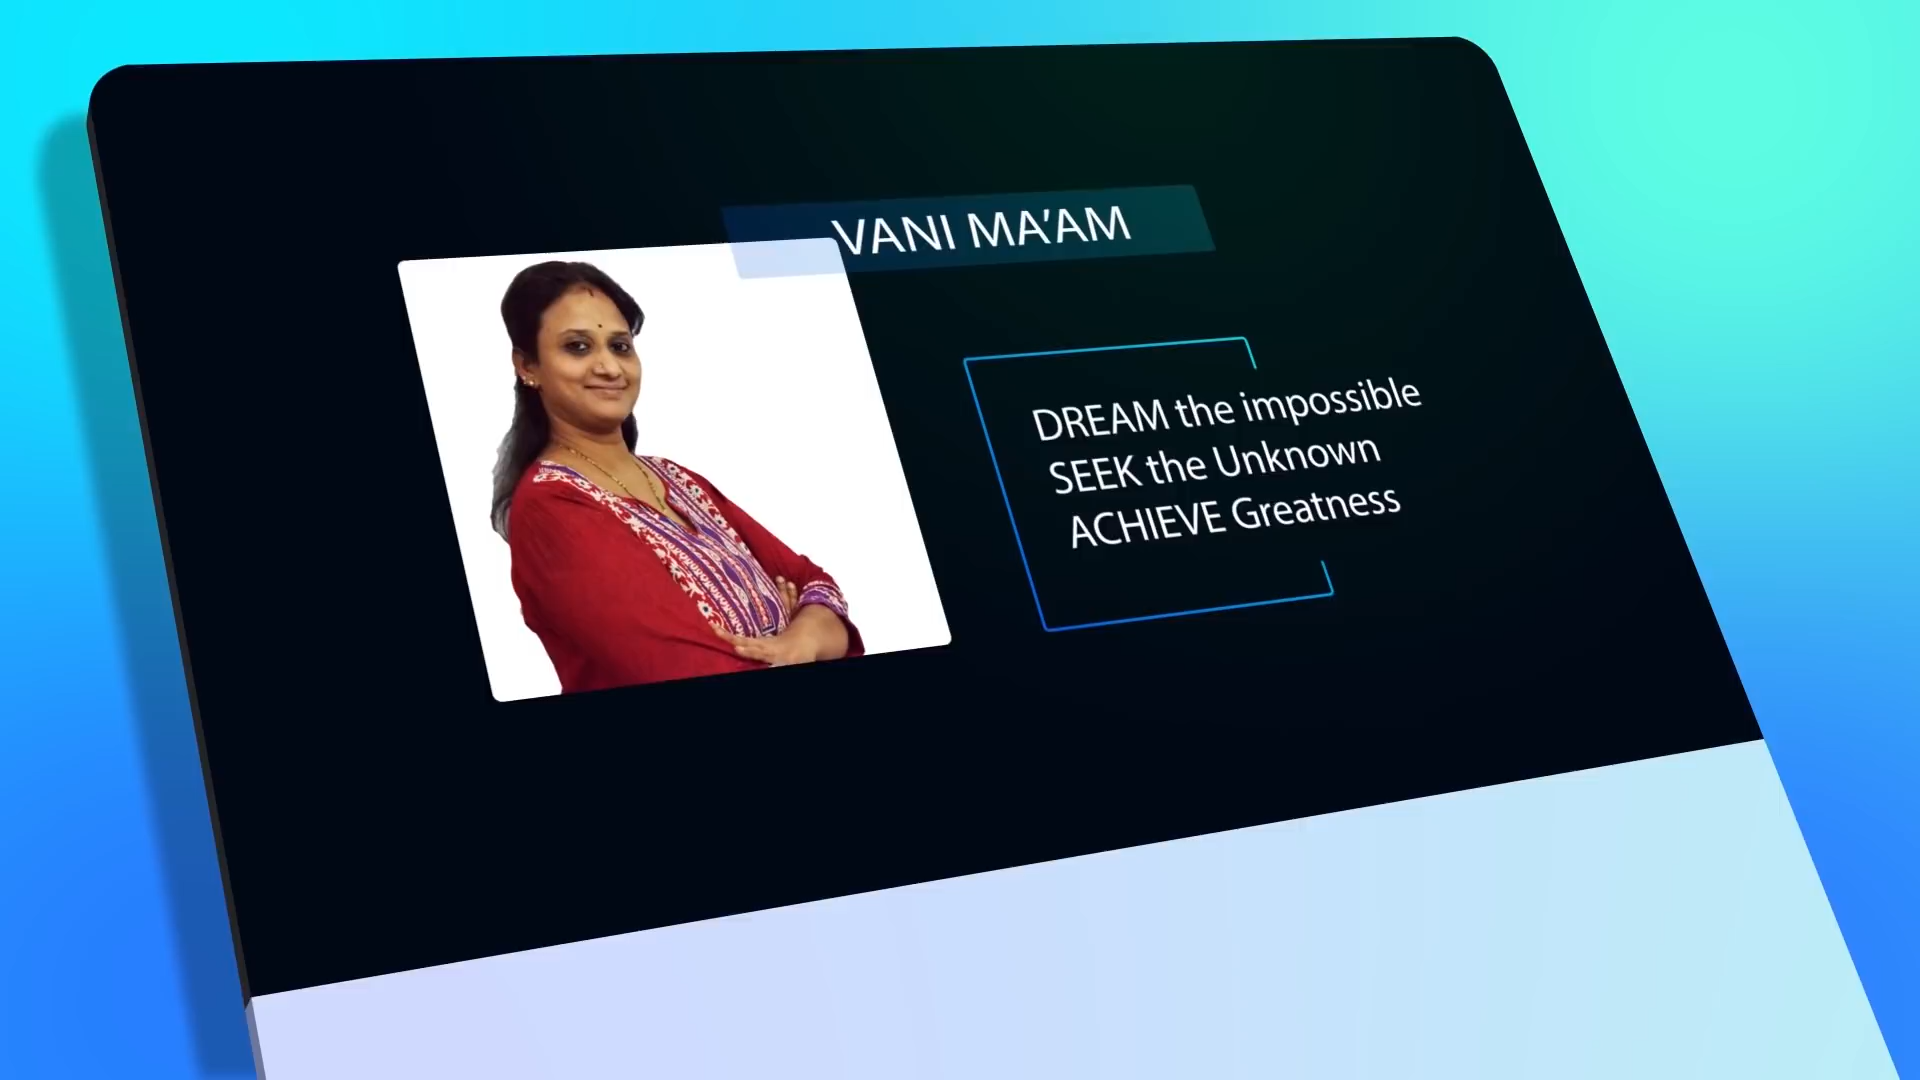 VANI MA’AM
DREAM the impossible
SEEK the Unknown
ACHIEVE Greatness